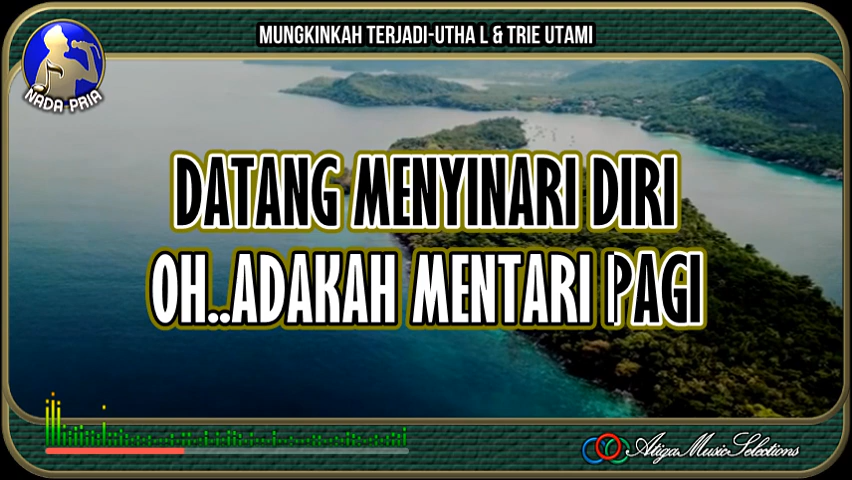 MUNGKINKAH TERJADI-UTHA L & TRIE UTAMI
NADA-PRIA
DATANG MENYINARI DIRI
OH..ADAKAH MENTARI PAGI
AtigaMusicSelections